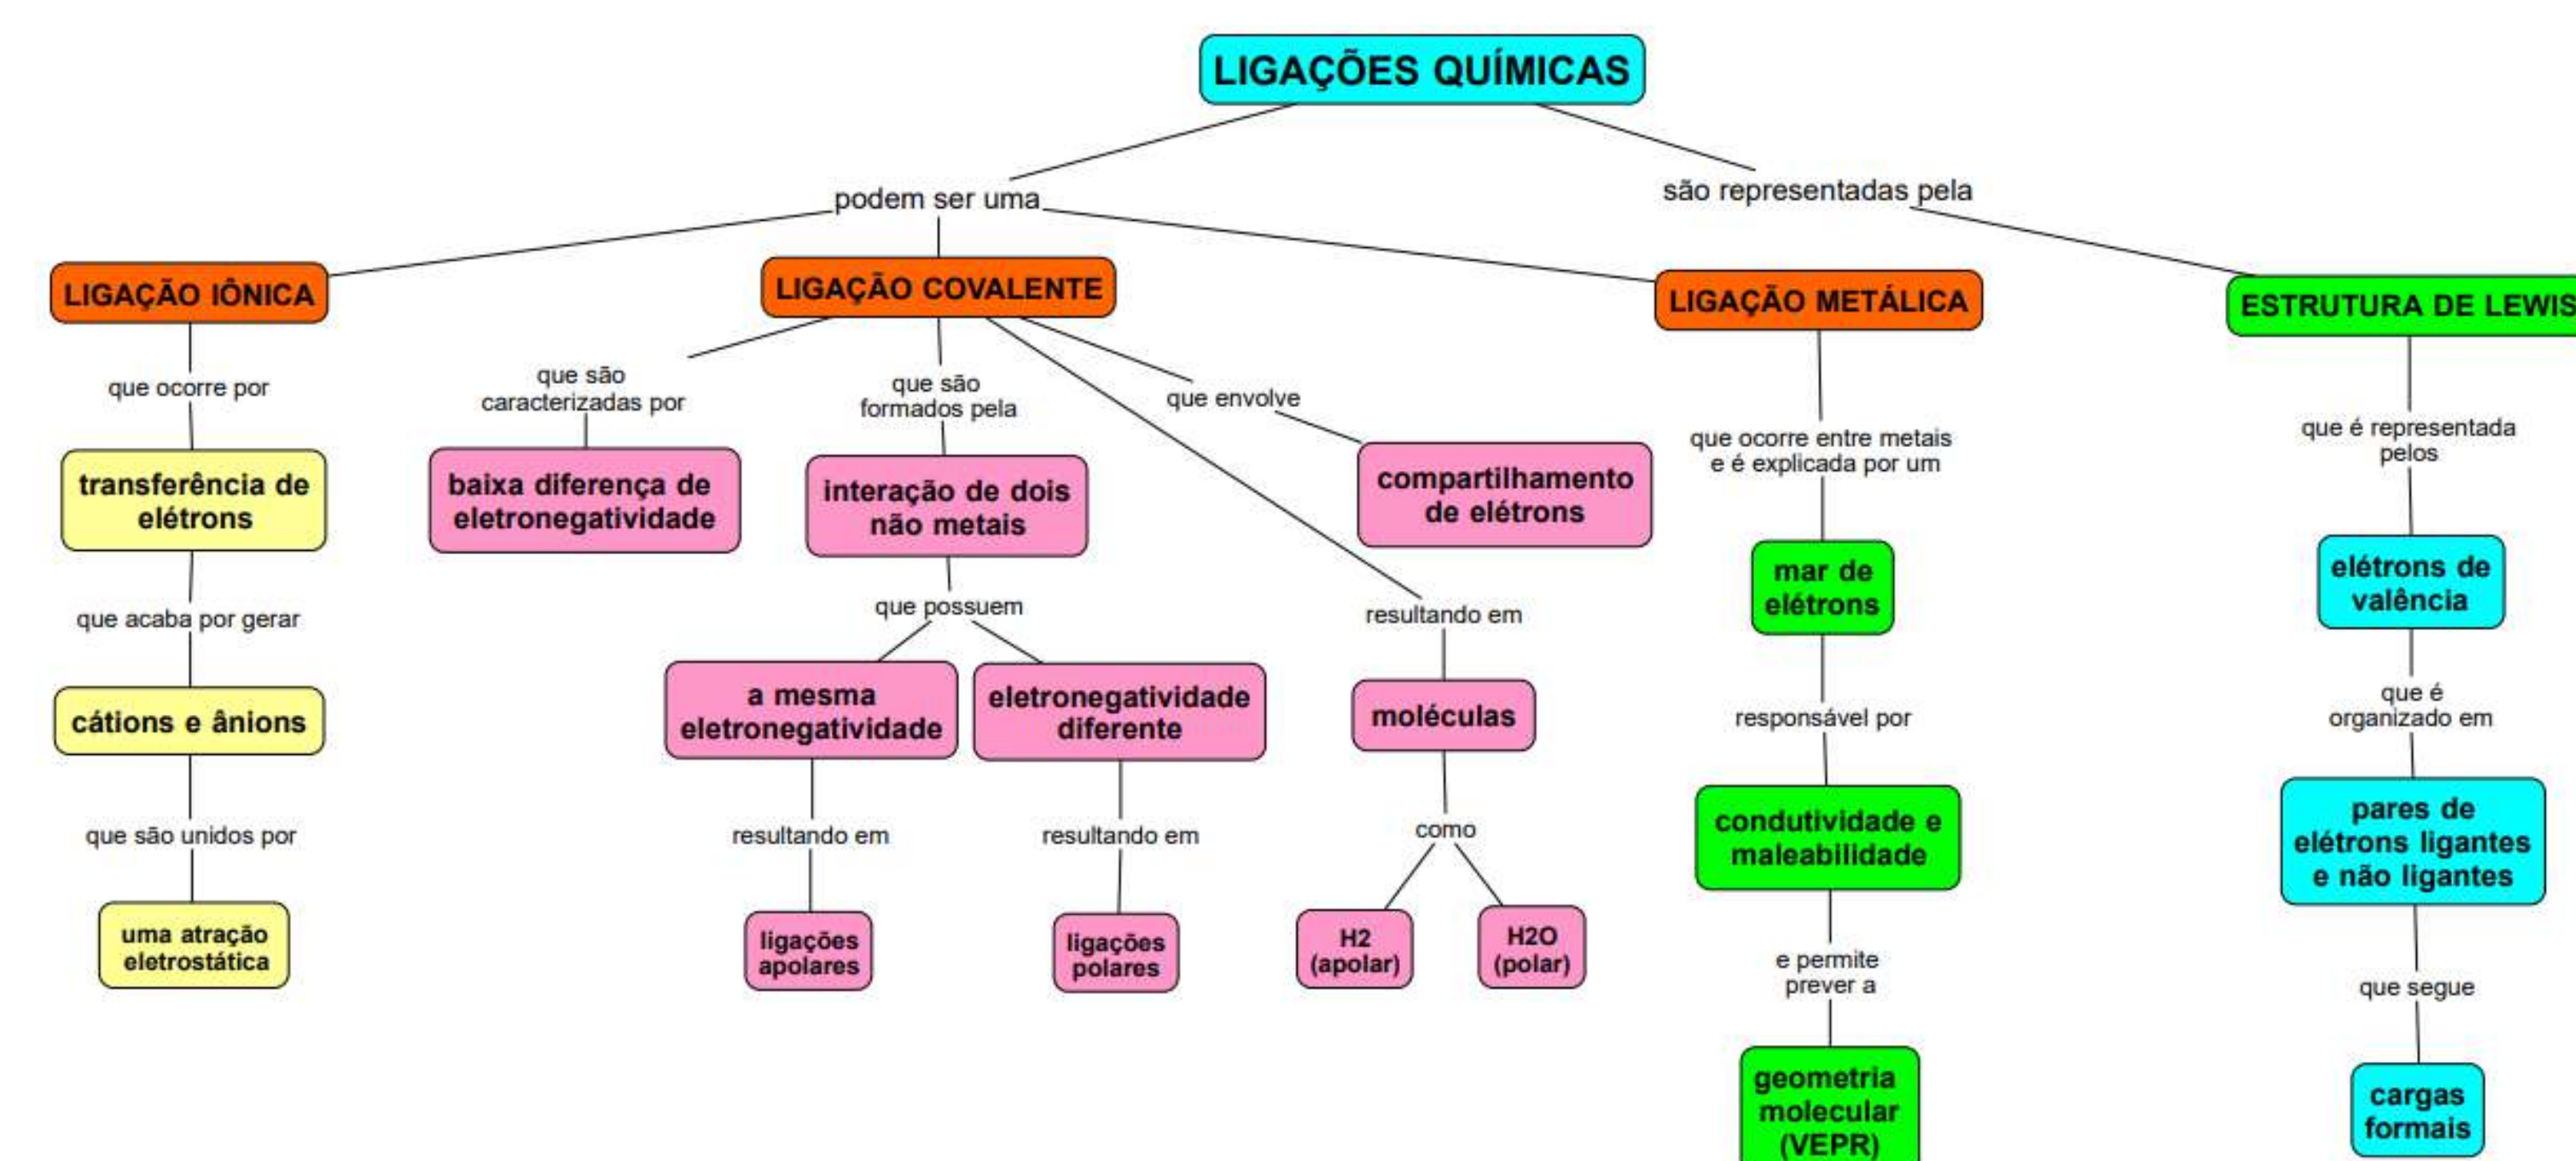 LIGAÇÕES QUÍMICAS
podem ser uma
são representadas pela
LIGAÇÃO IÔNICA
LIGAÇÃO COVALENTE
LIGAÇÃO METÁLICA
ESTRUTURA DE LEWIS
que ocorre por
que são
caracterizadas por
que são
formados pela
que envolve
que ocorre entre metais
e é explicada por um
que é representada
pelos
transferência de
elétrons
baixa diferença de
eletronegatividade
interação de dois
não metais
compartilhamento
de elétrons
mar de
elétrons
elétrons de
valência
que acaba por gerar
que possuem
resultando em
cátions e ânions
a mesma
eletronegatividade
eletronegatividade
diferente
moléculas
responsável por
que é
organizado em
que são unidos por
resultando em
resultando em
como
condutividade e
maleabilidade
pares de
elétrons ligantes
e não ligantes
uma atração
eletrostática
ligações
apolares
ligações
polares
H2
(apolar)
H2O
(polar)
e permite
prever a
que segue
geometria
molecular
(VEPR)
cargas
formais